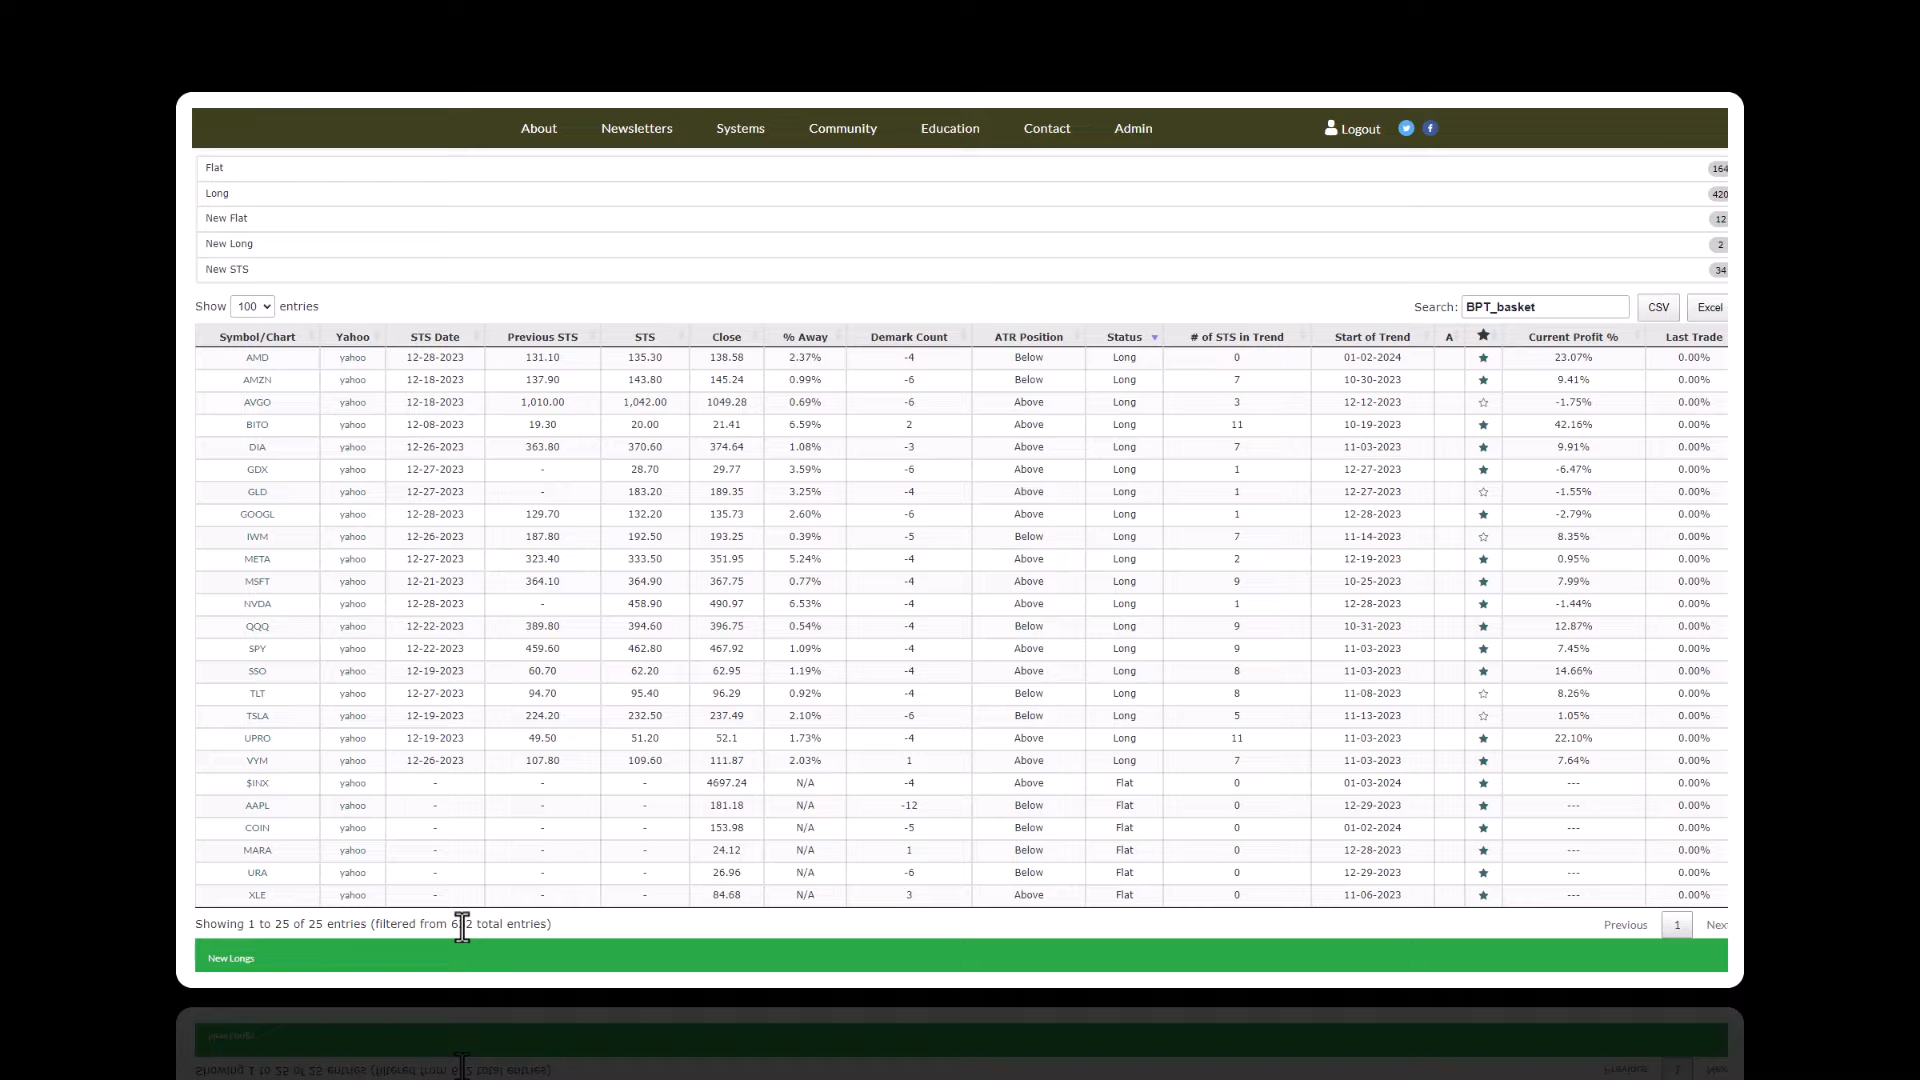 About Newsletters Systems Community Education Contact Admin Logout
Flat 164
Long 420
New Flat 12
New Long 2
New STS 34
Show 100 entries Search: BPT_basket CSV Excel
Symbol/Chart Yahoo STS Date Previous STS STS Close % Away Demark Count ATR Position Status # of STS in Trend Start of Trend A ★ Current Profit % Last Trade
AMD yahoo 12-28-2023 131.10 135.30 138.58 2.37% -4 Below Long 0 01-02-2024 ★ 23.07% 0.00%
AMZN yahoo 12-18-2023 137.90 143.80 145.24 0.99% -6 Below Long 7 10-30-2023 ★ 9.41% 0.00%
AVGO yahoo 12-18-2023 1,010.00 1,042.00 1049.28 0.69% -6 Above Long 3 12-12-2023 ☆ -1.75% 0.00%
BITO yahoo 12-08-2023 19.30 20.00 21.41 6.59% 2 Above Long 11 10-19-2023 ★ 42.16% 0.00%
DIA yahoo 12-26-2023 363.80 370.60 374.64 1.08% -3 Above Long 7 11-03-2023 ★ 9.91% 0.00%
GDX yahoo 12-27-2023 - 28.70 29.77 3.59% -6 Above Long 1 12-27-2023 ★ -6.47% 0.00%
GLD yahoo 12-27-2023 - 183.20 189.35 3.25% -4 Above Long 1 12-27-2023 ☆ -1.55% 0.00%
GOOGL yahoo 12-28-2023 129.70 132.20 135.73 2.60% -6 Above Long 1 12-28-2023 ★ -2.79% 0.00%
IWM yahoo 12-26-2023 187.80 192.50 193.25 0.39% -5 Below Long 7 11-14-2023 ☆ 8.35% 0.00%
META yahoo 12-27-2023 323.40 333.50 351.95 5.24% -4 Above Long 2 12-19-2023 ★ 0.95% 0.00%
MSFT yahoo 12-21-2023 364.10 364.90 367.75 0.77% -4 Above Long 9 10-25-2023 ★ 7.99% 0.00%
NVDA yahoo 12-28-2023 - 458.90 490.97 6.53% -4 Above Long 1 12-28-2023 ★ -1.44% 0.00%
QQQ yahoo 12-22-2023 389.80 394.60 396.75 0.54% -4 Below Long 9 10-31-2023 ★ 12.87% 0.00%
SPY yahoo 12-22-2023 459.60 462.80 467.92 1.09% -4 Above Long 9 11-03-2023 ★ 7.45% 0.00%
SSO yahoo 12-19-2023 60.70 62.20 62.95 1.19% -4 Above Long 8 11-03-2023 ★ 14.66% 0.00%
TLT yahoo 12-27-2023 94.70 95.40 96.29 0.92% -4 Below Long 8 11-08-2023 ☆ 8.26% 0.00%
TSLA yahoo 12-19-2023 224.20 232.50 237.49 2.10% -6 Below Long 5 11-13-2023 ☆ 1.05% 0.00%
UPRO yahoo 12-19-2023 49.50 51.20 52.1 1.73% -4 Above Long 11 11-03-2023 ★ 22.10% 0.00%
VYM yahoo 12-26-2023 107.80 109.60 111.87 2.03% 1 Above Long 7 11-03-2023 ★ 7.64% 0.00%
$INX yahoo - - - 4697.24 N/A -4 Above Flat 0 01-03-2024 ★ --- 0.00%
AAPL yahoo - - - 181.18 N/A -12 Below Flat 0 12-29-2023 ★ --- 0.00%
COIN yahoo - - - 153.98 N/A -5 Below Flat 0 01-02-2024 ★ --- 0.00%
MARA yahoo - - - 24.12 N/A 1 Below Flat 0 12-28-2023 ★ --- 0.00%
URA yahoo - - - 26.96 N/A -6 Below Flat 0 12-29-2023 ★ --- 0.00%
XLE yahoo - - - 84.68 N/A 3 Above Flat 0 11-06-2023 ★ --- 0.00%
Showing 1 to 25 of 25 entries (filtered from total entries) Previous 1 Nex
New Longs